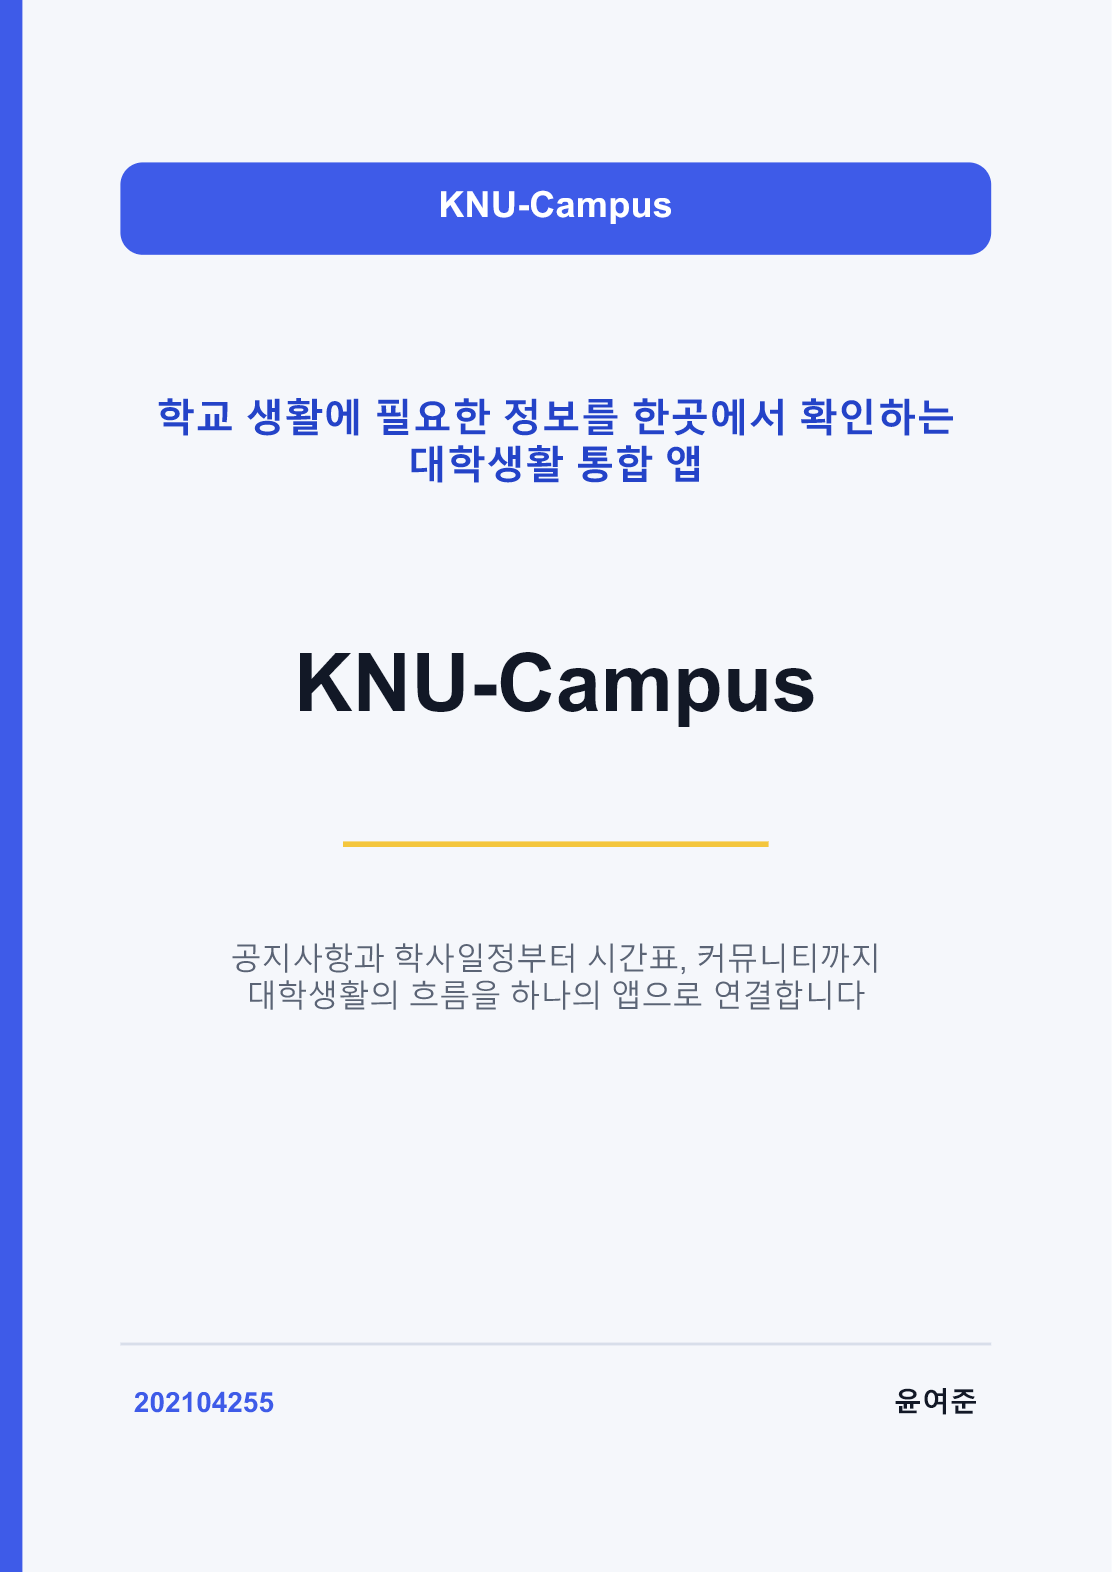 KNU-Campus
학교 생활에 필요한 정보를 한곳에서 확인하는
대학생활 통합 앱
KNU-Campus
공지사항과 학사일정부터 시간표, 커뮤니티까지
대학생활의 흐름을 하나의 앱으로 연결합니다
202104255
윤여준